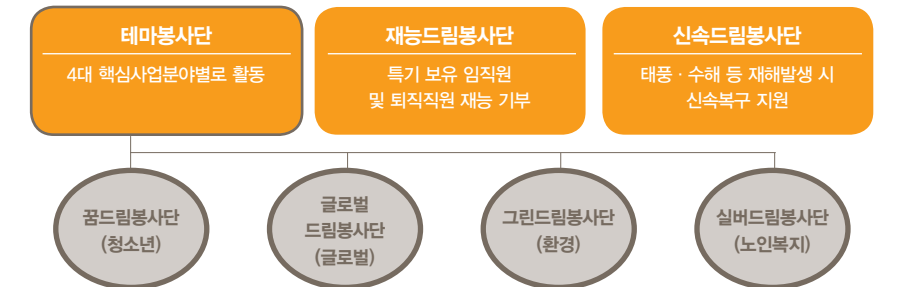 테마봉사단
4대 핵심사업분야별로 활동
재능드림봉사단
특기 보유 임직원
및 퇴직직원 재능 기부
신속드림봉사단
태풍 · 수해 등 재해발생 시
신속복구 지원
꿈드림봉사단
(청소년)
글로벌
드림봉사단
(글로벌)
그린드림봉사단
(환경)
실버드림봉사단
(노인복지)